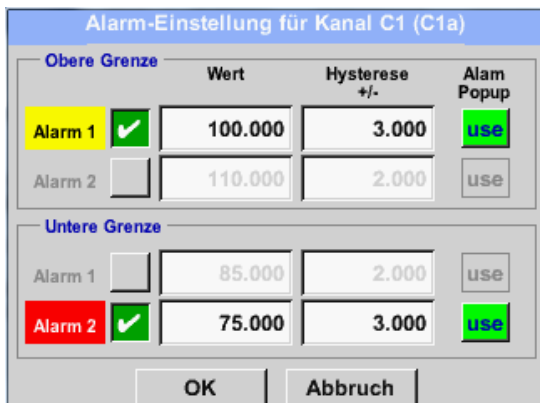 Alarm-Einstellung für Kanal C1 (C1a)
Obere Grenze
Wert Hysterese +/- Alam Popup
Alarm 1 ✔ 100.000 3.000 use
Alarm 2 110.000 2.000 use
Untere Grenze
Alarm 1 85.000 2.000 use
Alarm 2 ✔ 75.000 3.000 use
OK Abbruch